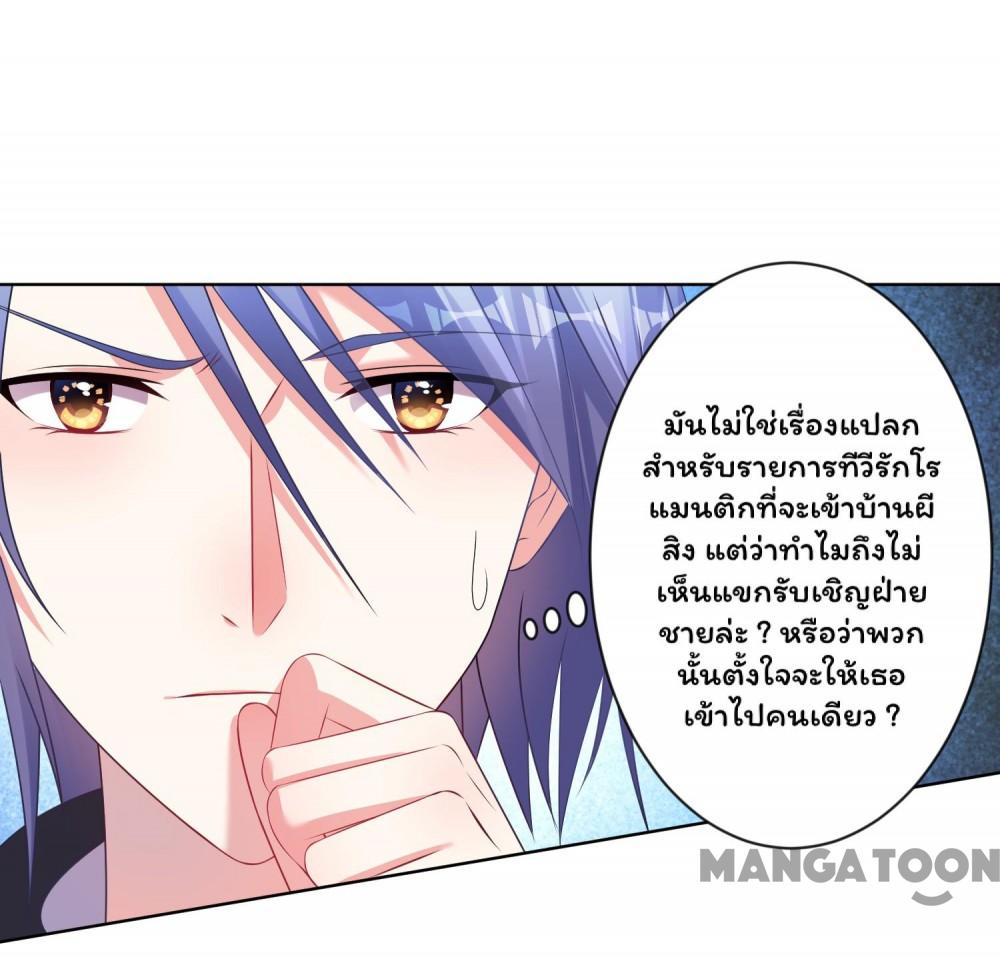 มันไม่ใช่เรื่องแปลก
สำหรับรายการทีวีรักโร
แมนติกที่จะเข้าบ้านผี
สิง แต่ว่าทำไมถึงไม่
เห็นแขกรับเชิญฝ่าย
ชายล่ะ ? หรือว่าพวก
นั้นตั้งใจจะให้เธอ
เข้าไปคนเดียว ?
MANGATOON